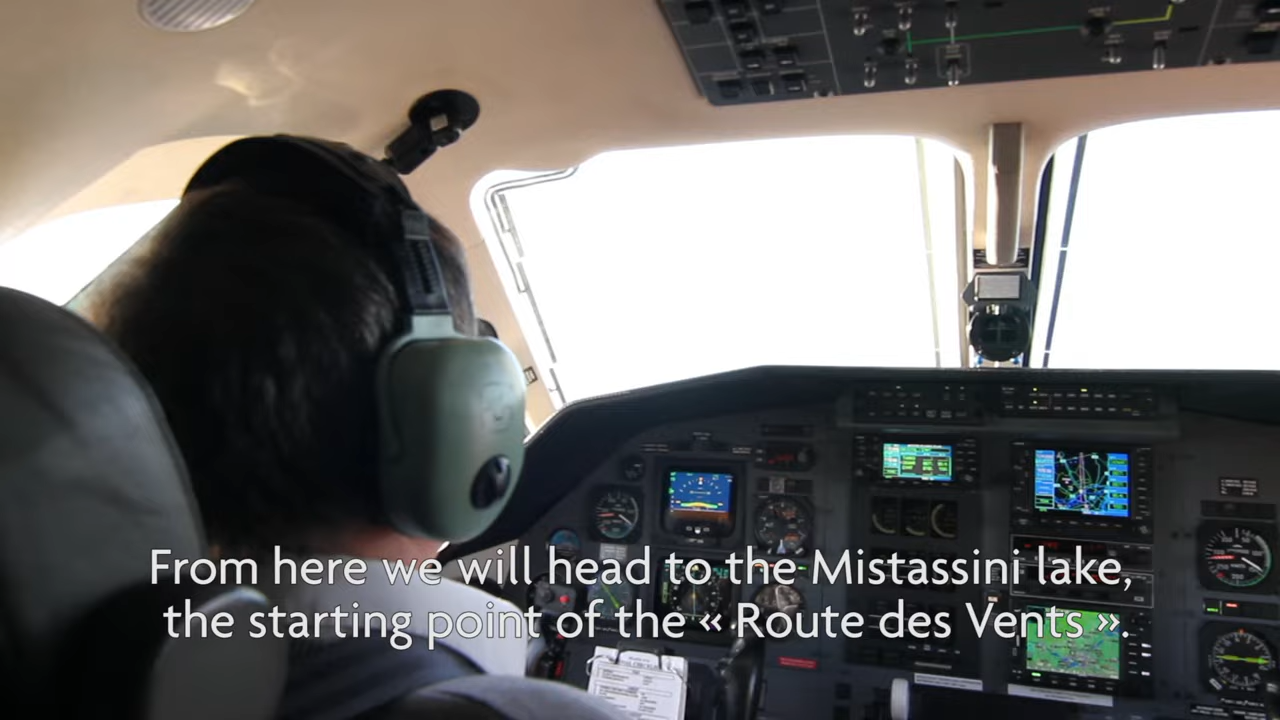 From here we will head to the Mistassini lake,
the starting point of the « Route des Vents ».